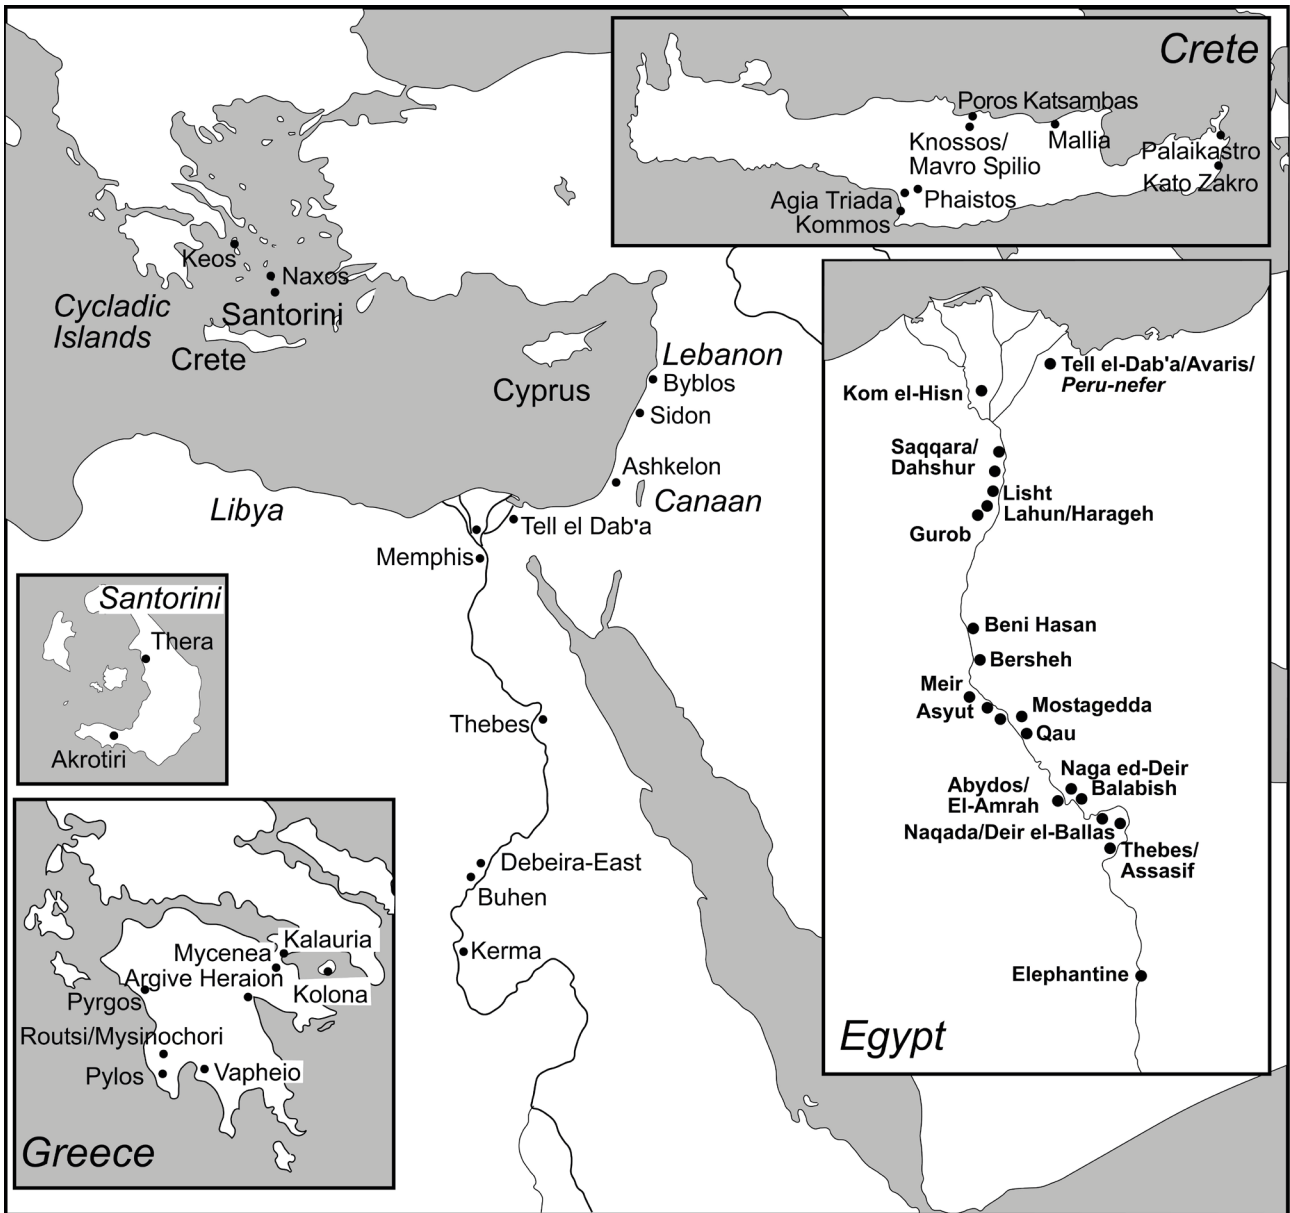 Crete
Poros Katsambas
Knossos/
Mavro Spilio
Mallia
Palaikastro
Kato Zakro
Agia Triada
Phaistos
Kommos
Keos
Naxos
Santorini
Cycladic
Islands
Crete
Cyprus
Lebanon
Byblos
Sidon
Ashkelon
Canaan
Libya
Tell el Dab'a
Memphis
Thebes
Debeira-East
Buhen
Kerma
Tell el-Dab'a/Avaris/
Peru-nefer
Kom el-Hisn
Saqqara/
Dahshur
Lisht
Lahun/Harageh
Gurob
Beni Hasan
Bersheh
Meir
Asyut
Mostagedda
Qau
Naga ed-Deir
Balabish
Abydos/
El-Amrah
Naqada/Deir el-Ballas
Thebes/
Assasif
Elephantine
Egypt
Santorini
Thera
Akrotiri
Kalauria
Mycenea
Argive Heraion
Kolona
Pyrgos
Routsi/Mysinochori
Pylos
Vapheio
Greece